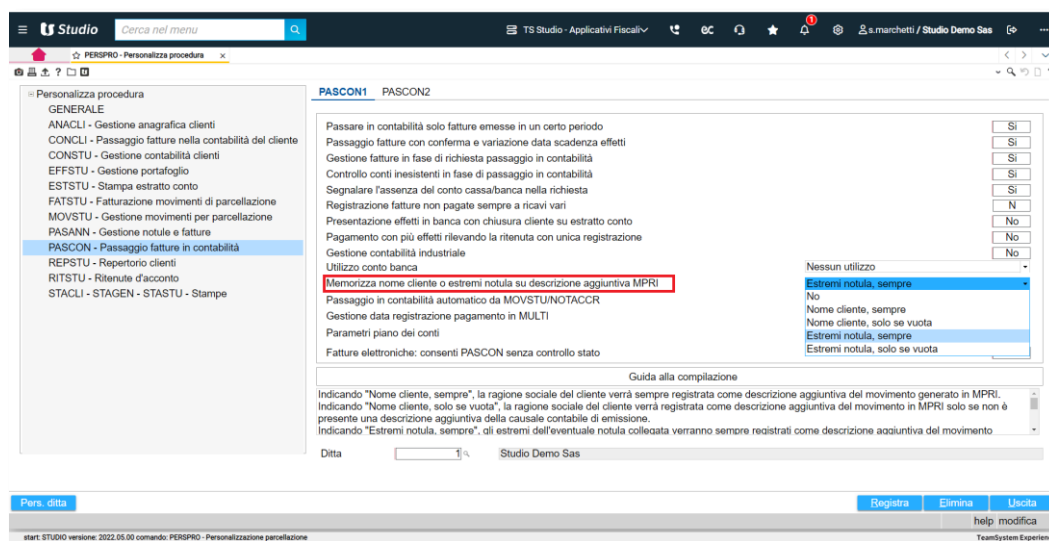 Studio
Cerca nel menu
TS Studio - Applicativi Fiscali
1
s.marchetti / Studio Demo Sas
PERSPRO - Personalizza procedura x
Personalizza procedura
GENERALE
ANACLI - Gestione anagrafica clienti
CONCLI - Passaggio fatture nella contabilità del cliente
CONSTU - Gestione contabilità clienti
EFFSTU - Gestione portafoglio
ESTSTU - Stampa estratto conto
FATSTU - Fatturazione movimenti di parcellazione
MOVSTU - Gestione movimenti per parcellazione
PASANN - Gestione notule e fatture
PASCON - Passaggio fatture in contabilità
REPSTU - Repertorio clienti
RITSTU - Ritenute d'acconto
STACLI - STAGEN - STASTU - Stampe
PASCON1 PASCON2
Passare in contabilità solo fatture emesse in un certo periodo Si
Passaggio fatture con conferma e variazione data scadenza effetti Si
Gestione fatture in fase di richiesta passaggio in contabilità Si
Controllo conti inesistenti in fase di passaggio in contabilità Si
Segnalare l'assenza del conto cassa/banca nella richiesta Si
Registrazione fatture non pagate sempre a ricavi vari N
Presentazione effetti in banca con chiusura cliente su estratto conto No
Pagamento con più effetti rilevando la ritenuta con unica registrazione No
Gestione contabilità industriale No
Utilizzo conto banca Nessun utilizzo
Memorizza nome cliente o estremi notula su descrizione aggiuntiva MPRI Estremi notula, sempre
Passaggio in contabilità automatico da MOVSTU/NOTACCR
Gestione data registrazione pagamento in MULTI
Parametri piano dei conti
Fatture elettroniche: consenti PASCON senza controllo stato
No
Nome cliente, sempre
Nome cliente, solo se vuota
Estremi notula, sempre
Estremi notula, solo se vuota
Guida alla compilazione
Indicando "Nome cliente, sempre", la ragione sociale del cliente verrà sempre registrata come descrizione aggiuntiva del movimento generato in MPRI.
Indicando "Nome cliente, solo se vuota", la ragione sociale del cliente verrà registrata come descrizione aggiuntiva del movimento in MPRI solo se non è
presente una descrizione aggiuntiva della causale contabile di emissione.
Indicando "Estremi notula, sempre", gli estremi dell'eventuale notula collegata verranno sempre registrati come descrizione aggiuntiva del movimento
Ditta 1 Studio Demo Sas
Pers. ditta Registra Elimina Uscita
help modifica
start: STUDIO versione: 2022.05.00 comando: PERSPRO - Personalizzazione parcellazione
TeamSystem Experien